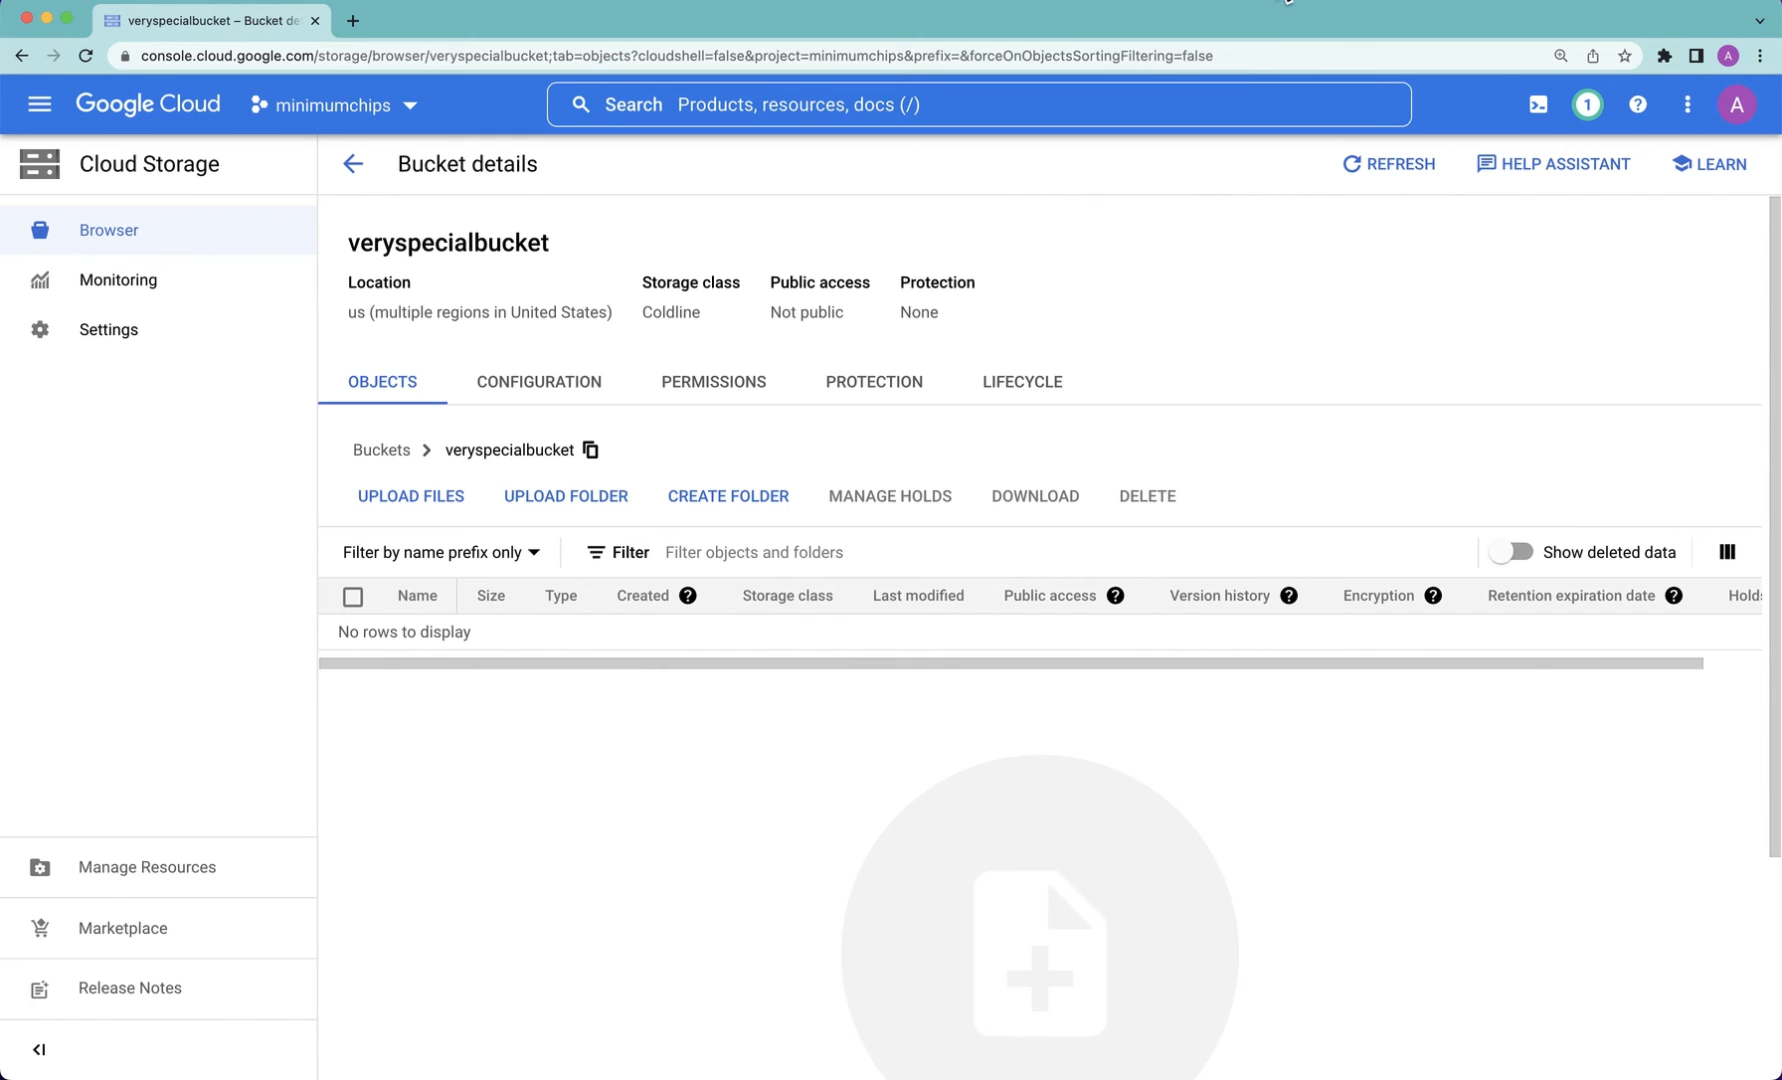 veryspecialbucket – Bucket de
console.cloud.google.com/storage/browser/veryspecialbucket;tab=objects?cloudshell=false&project=minimumchips&prefix=&forceOnObjectsSortingFiltering=false
A
Google Cloud
minimumchips
Search Products, resources, docs (/)
1
A
Cloud Storage
Bucket details
REFRESH
HELP ASSISTANT
LEARN
Browser
Monitoring
Settings
veryspecialbucket
Location Storage class Public access Protection
us (multiple regions in United States) Coldline Not public None
OBJECTS CONFIGURATION PERMISSIONS PROTECTION LIFECYCLE
Buckets veryspecialbucket
UPLOAD FILES UPLOAD FOLDER CREATE FOLDER MANAGE HOLDS DOWNLOAD DELETE
Filter by name prefix only Filter Filter objects and folders Show deleted data
Name Size Type Created Storage class Last modified Public access Version history Encryption Retention expiration date Holds
No rows to display
Manage Resources
Marketplace
Release Notes